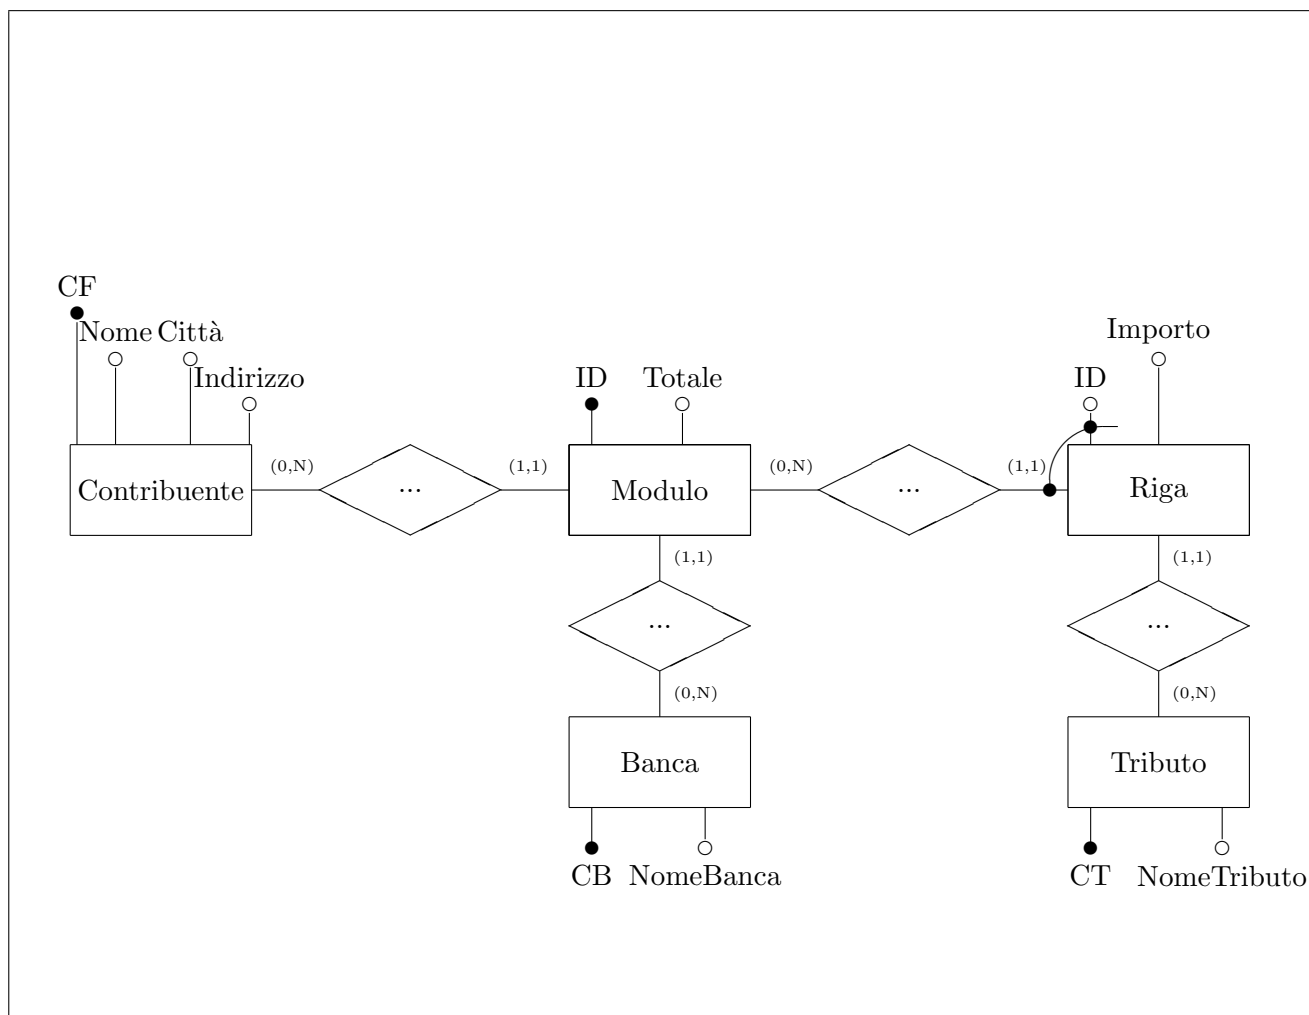 CF
Nome Città
Importo
Indirizzo
ID
Totale
ID
(0,N)
(1,1)
(0,N)
(1,1)
Contribuente
...
Modulo
...
Riga
(1,1)
(1,1)
...
...
(0,N)
(0,N)
Banca
Tributo
CB
NomeBanca
CT
NomeTributo